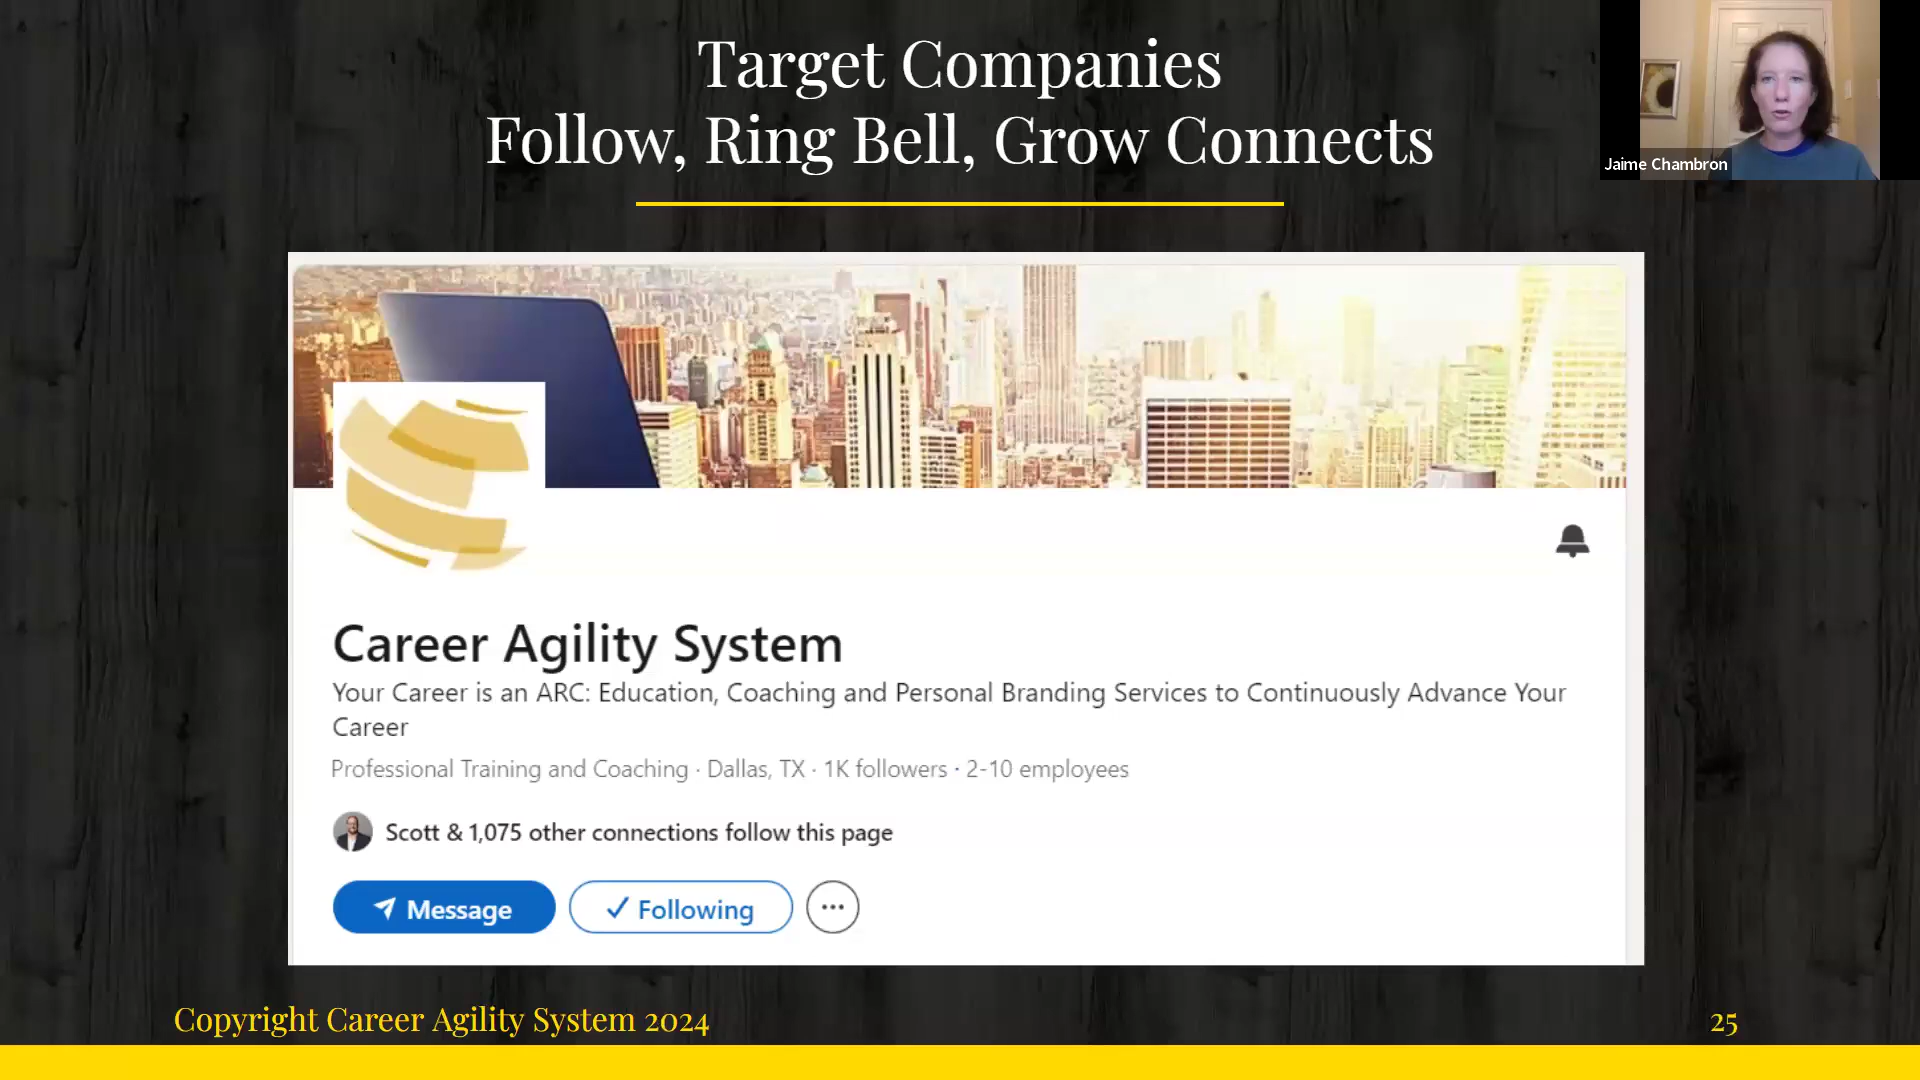 Target Companies
Follow, Ring Bell, Grow Connects
Jaime Chambron
Career Agility System
Your Career is an ARC: Education, Coaching and Personal Branding Services to Continuously Advance Your
Career
Professional Training and Coaching · Dallas, TX · 1K followers · 2-10 employees
Scott & 1,075 other connections follow this page
Message
Following
Copyright Career Agility System 2024
25